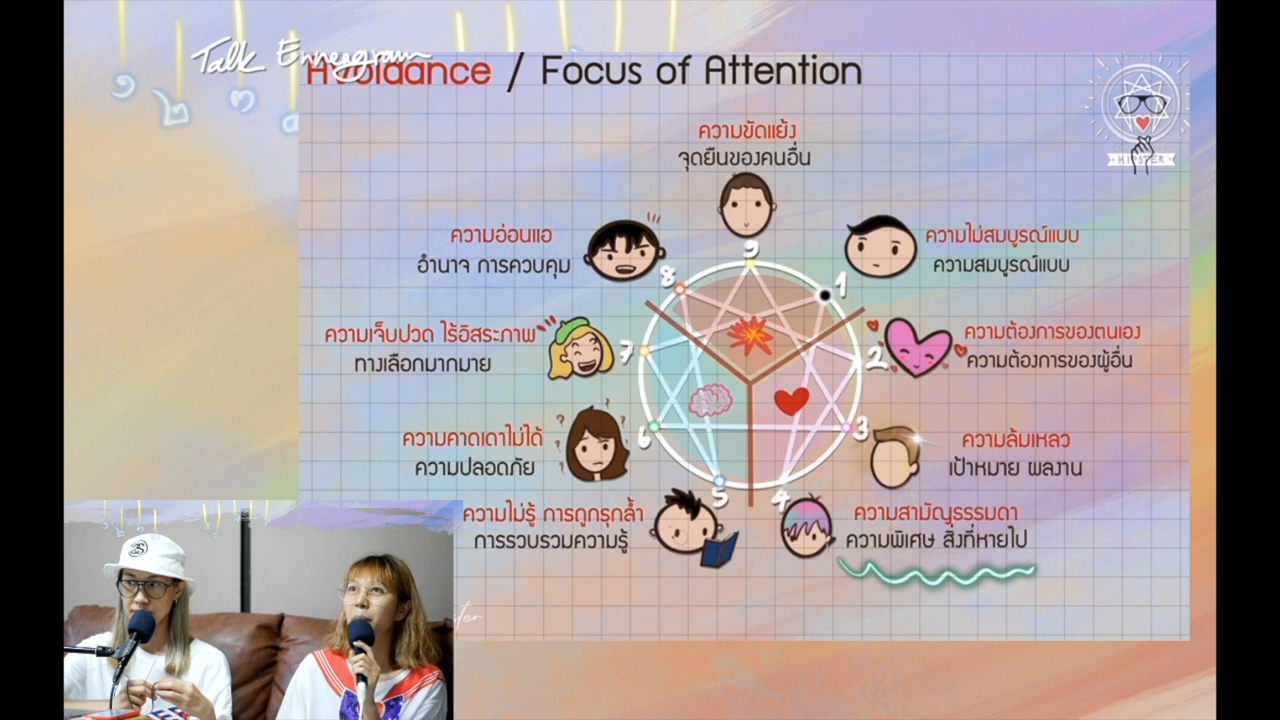 Talk Enneagram
๑ ๒ ๓
Avoidance / Focus of Attention
HIPSTER
ความขัดแย้ง
จุดยืนของคนอื่น
9
ความไม่สมบูรณ์แบบ
ความสมบูรณ์แบบ
1
ความต้องการของตนเอง
ความต้องการของผู้อื่น
2
ความล้มเหลว
เป้าหมาย ผลงาน
3
ความสามัญธรรมดา
ความพิเศษ สิ่งที่หายไป
4
ความไม่รู้ การถูกรุกล้ำ
การรวบรวมความรู้
5
ความคาดเดาไม่ได้
ความปลอดภัย
6
ความเจ็บปวด ไร้อิสระภาพ
ทางเลือกมากมาย
7
ความอ่อนแอ
อำนาจ การควบคุม
8